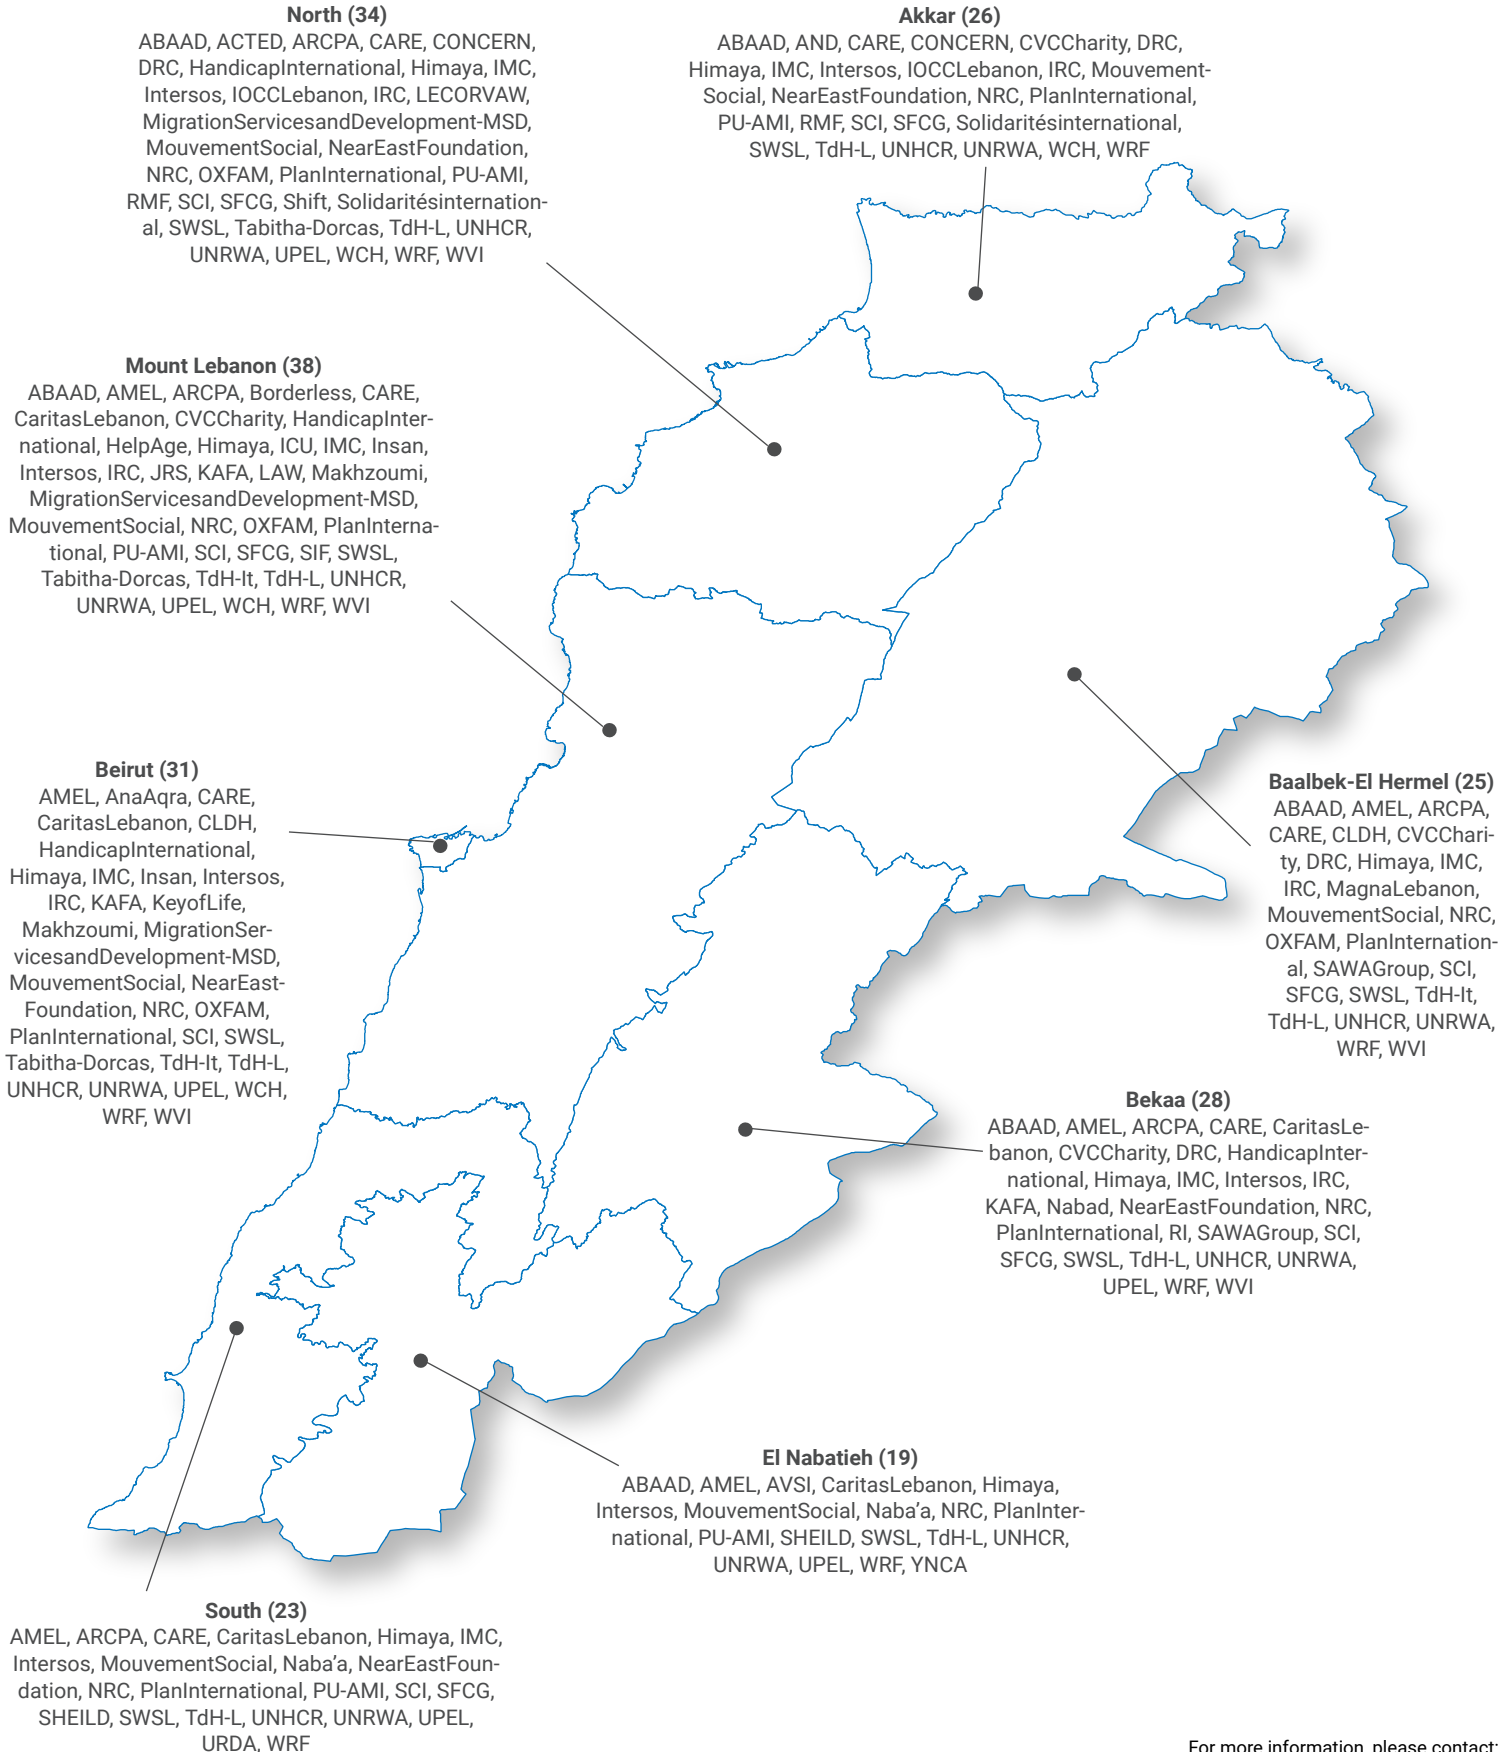 North (34)
ABAAD, ACTED, ARCPA, CARE, CONCERN,
DRC, HandicapInternational, Himaya, IMC,
Intersos, IOCCLebanon, IRC, LECORVAW,
MigrationServicesandDevelopment-MSD,
MouvementSocial, NearEastFoundation,
NRC, OXFAM, PlanInternational, PU-AMI,
RMF, SCI, SFCG, Shift, Solidaritésinternation-
al, SWSL, Tabitha-Dorcas, TdH-L, UNHCR,
UNRWA, UPEL, WCH, WRF, WVI
Akkar (26)
ABAAD, AND, CARE, CONCERN, CVCCharity, DRC,
Himaya, IMC, Intersos, IOCCLebanon, IRC, Mouvement-
Social, NearEastFoundation, NRC, PlanInternational,
PU-AMI, RMF, SCI, SFCG, Solidaritésinternational,
SWSL, TdH-L, UNHCR, UNRWA, WCH, WRF
Mount Lebanon (38)
ABAAD, AMEL, ARCPA, Borderless, CARE,
CaritasLebanon, CVCCharity, HandicapInter-
national, HelpAge, Himaya, ICU, IMC, Insan,
Intersos, IRC, JRS, KAFA, LAW, Makhzoumi,
MigrationServicesandDevelopment-MSD,
MouvementSocial, NRC, OXFAM, PlanInterna-
tional, PU-AMI, SCI, SFCG, SIF, SWSL,
Tabitha-Dorcas, TdH-It, TdH-L, UNHCR,
UNRWA, UPEL, WCH, WRF, WVI
Beirut (31)
AMEL, AnaAqra, CARE,
CaritasLebanon, CLDH,
HandicapInternational,
Himaya, IMC, Insan, Intersos,
IRC, KAFA, KeyofLife,
Makhzoumi, MigrationSer-
vicesandDevelopment-MSD,
MouvementSocial, NearEast-
Foundation, NRC, OXFAM,
PlanInternational, SCI, SWSL,
Tabitha-Dorcas, TdH-It, TdH-L,
UNHCR, UNRWA, UPEL, WCH,
WRF, WVI
Baalbek-El Hermel (25)
ABAAD, AMEL, ARCPA,
CARE, CLDH, CVCChari-
ty, DRC, Himaya, IMC,
IRC, MagnaLebanon,
MouvementSocial, NRC,
OXFAM, PlanInternation-
al, SAWAGroup, SCI,
SFCG, SWSL, TdH-It,
TdH-L, UNHCR, UNRWA,
WRF, WVI
Bekaa (28)
ABAAD, AMEL, ARCPA, CARE, CaritasLe-
banon, CVCCharity, DRC, HandicapInter-
national, Himaya, IMC, Intersos, IRC,
KAFA, Nabad, NearEastFoundation, NRC,
PlanInternational, RI, SAWAGroup, SCI,
SFCG, SWSL, TdH-L, UNHCR, UNRWA,
UPEL, WRF, WVI
El Nabatieh (19)
ABAAD, AMEL, AVSI, CaritasLebanon, Himaya,
Intersos, MouvementSocial, Naba’a, NRC, PlanInter-
national, PU-AMI, SHEILD, SWSL, TdH-L, UNHCR,
UNRWA, UPEL, WRF, YNCA
South (23)
AMEL, ARCPA, CARE, CaritasLebanon, Himaya, IMC,
Intersos, MouvementSocial, Naba’a, NearEastFoun-
dation, NRC, PlanInternational, PU-AMI, SCI, SFCG,
SHEILD, SWSL, TdH-L, UNHCR, UNRWA, UPEL,
URDA, WRF
For more information, please contact: